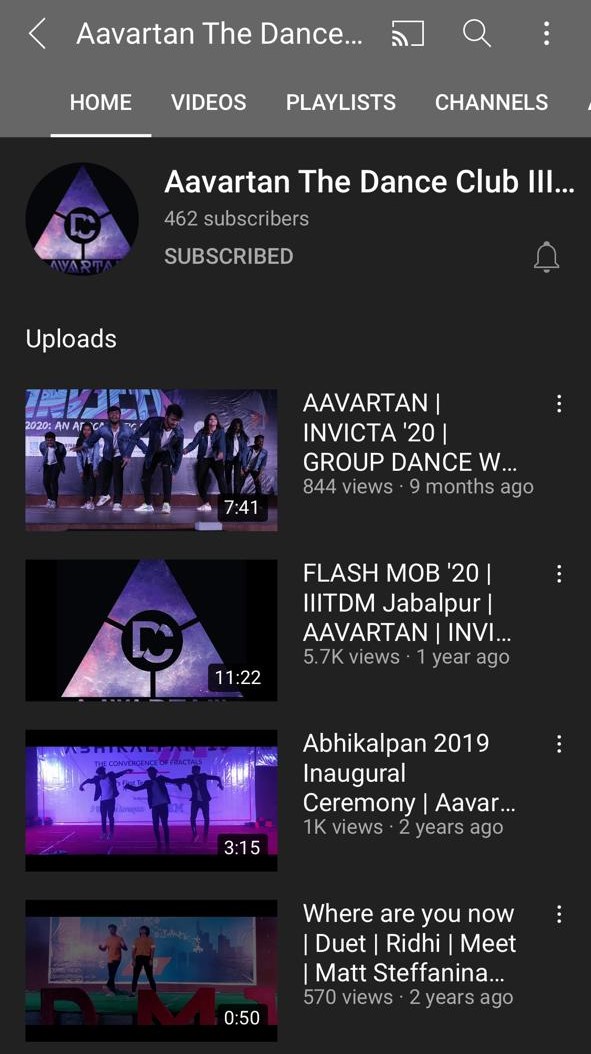 Aavartan The Dance...
HOME VIDEOS PLAYLISTS CHANNELS
Aavartan The Dance Club III...
462 subscribers
SUBSCRIBED
Uploads
AAVARTAN |
INVICTA '20 |
GROUP DANCE W...
844 views · 9 months ago
2020: AN
7:41
FLASH MOB '20 |
IIITDM Jabalpur |
AAVARTAN | INVI...
5.7K views · 1 year ago
DC
11:22
Abhikalpan 2019
Inaugural
Ceremony | Aavar...
1K views · 2 years ago
THE CONVERGENCE OF FRACTALS
3:15
Where are you now
| Duet | Ridhi | Meet
| Matt Steffanina...
570 views · 2 years ago
0:50